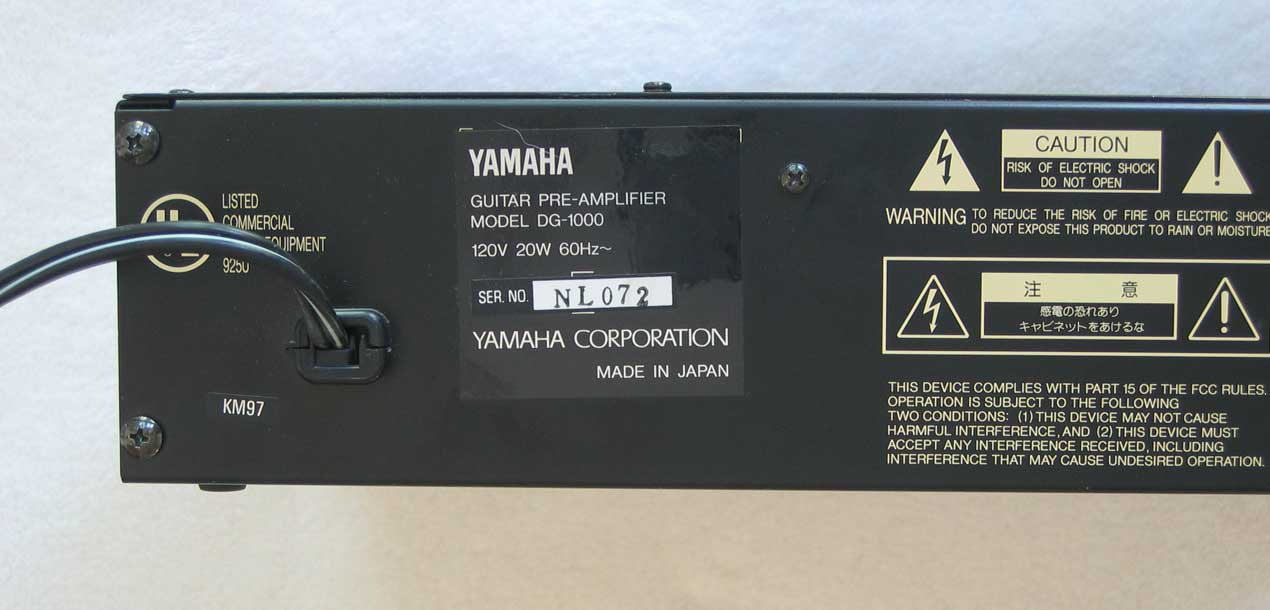 LISTED
COMMERCIAL
EQUIPMENT
KM97
YAMAHA
GUITAR PRE-AMPLIFIER
MODEL DG-1000
120V 20W 60Hz～
SER. NO. NL072
YAMAHA CORPORATION
MADE IN JAPAN
CAUTION
RISK OF ELECTRIC SHOCK
DO NOT OPEN
WARNING TO REDUCE THE RISK OF FIRE OR ELECTRIC SHOCK
DO NOT EXPOSE THIS PRODUCT TO RAIN OR MOISTURE
注 意
感電の恐れあり
キャビネットをあけるな
THIS DEVICE COMPLIES WITH PART 15 OF THE FCC RULES.
OPERATION IS SUBJECT TO THE FOLLOWING
TWO CONDITIONS: (1) THIS DEVICE MAY NOT CAUSE
HARMFUL INTERFERENCE, AND (2) THIS DEVICE MUST
ACCEPT ANY INTERFERENCE RECEIVED, INCLUDING
INTERFERENCE THAT MAY CAUSE UNDESIRED OPERATION.